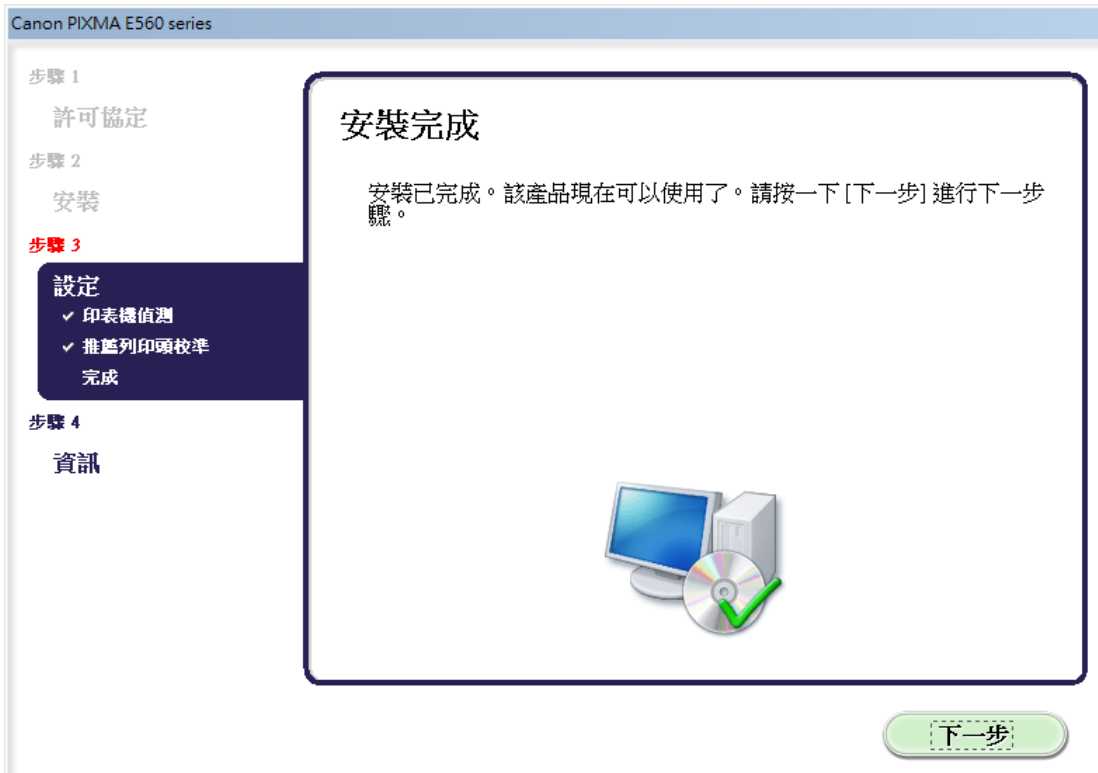 Canon PIXMA E560 series
步驟 1
許可協定
步驟 2
安裝
步驟 3
設定
✓ 印表機偵測
✓ 推薦列印頭校準
完成
步驟 4
資訊
安裝完成
安裝已完成。該產品現在可以使用了。請按一下 [下一步] 進行下一步
驟。
下一步